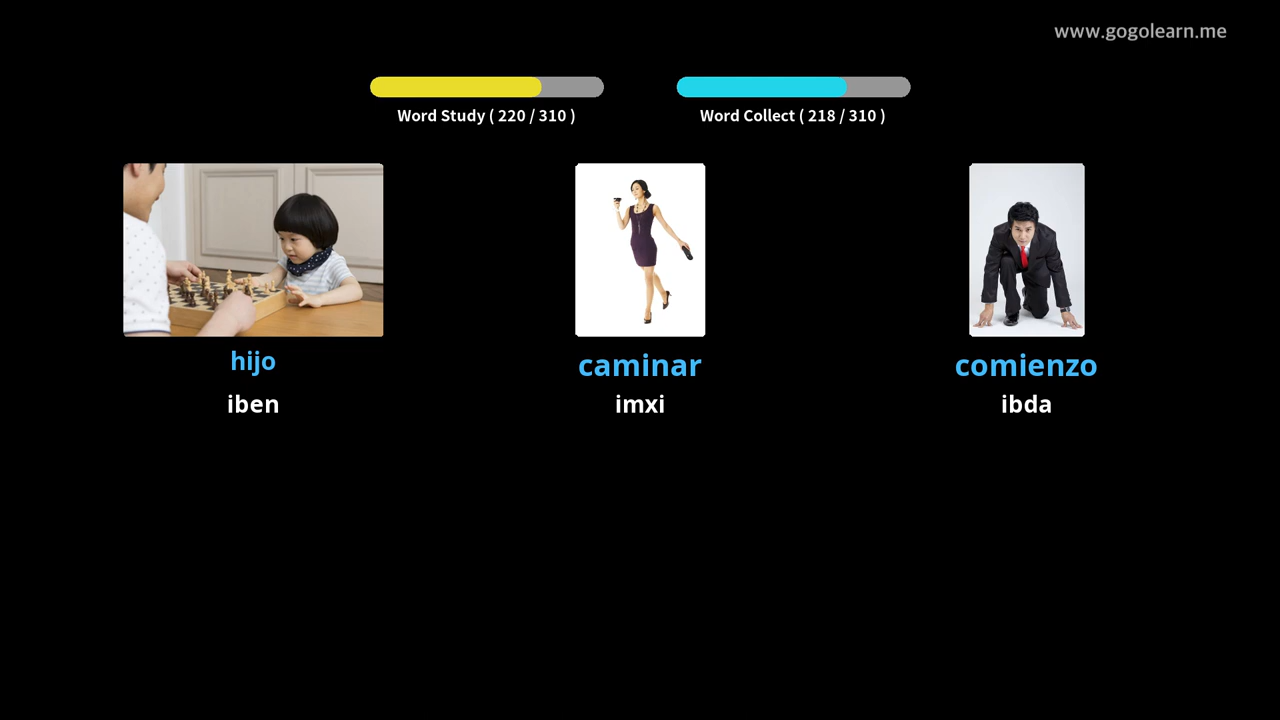 www.gogolearn.me
Word Study ( 220 / 310 )
Word Collect ( 218 / 310 )
hijo
caminar
comienzo
iben
imxi
ibda